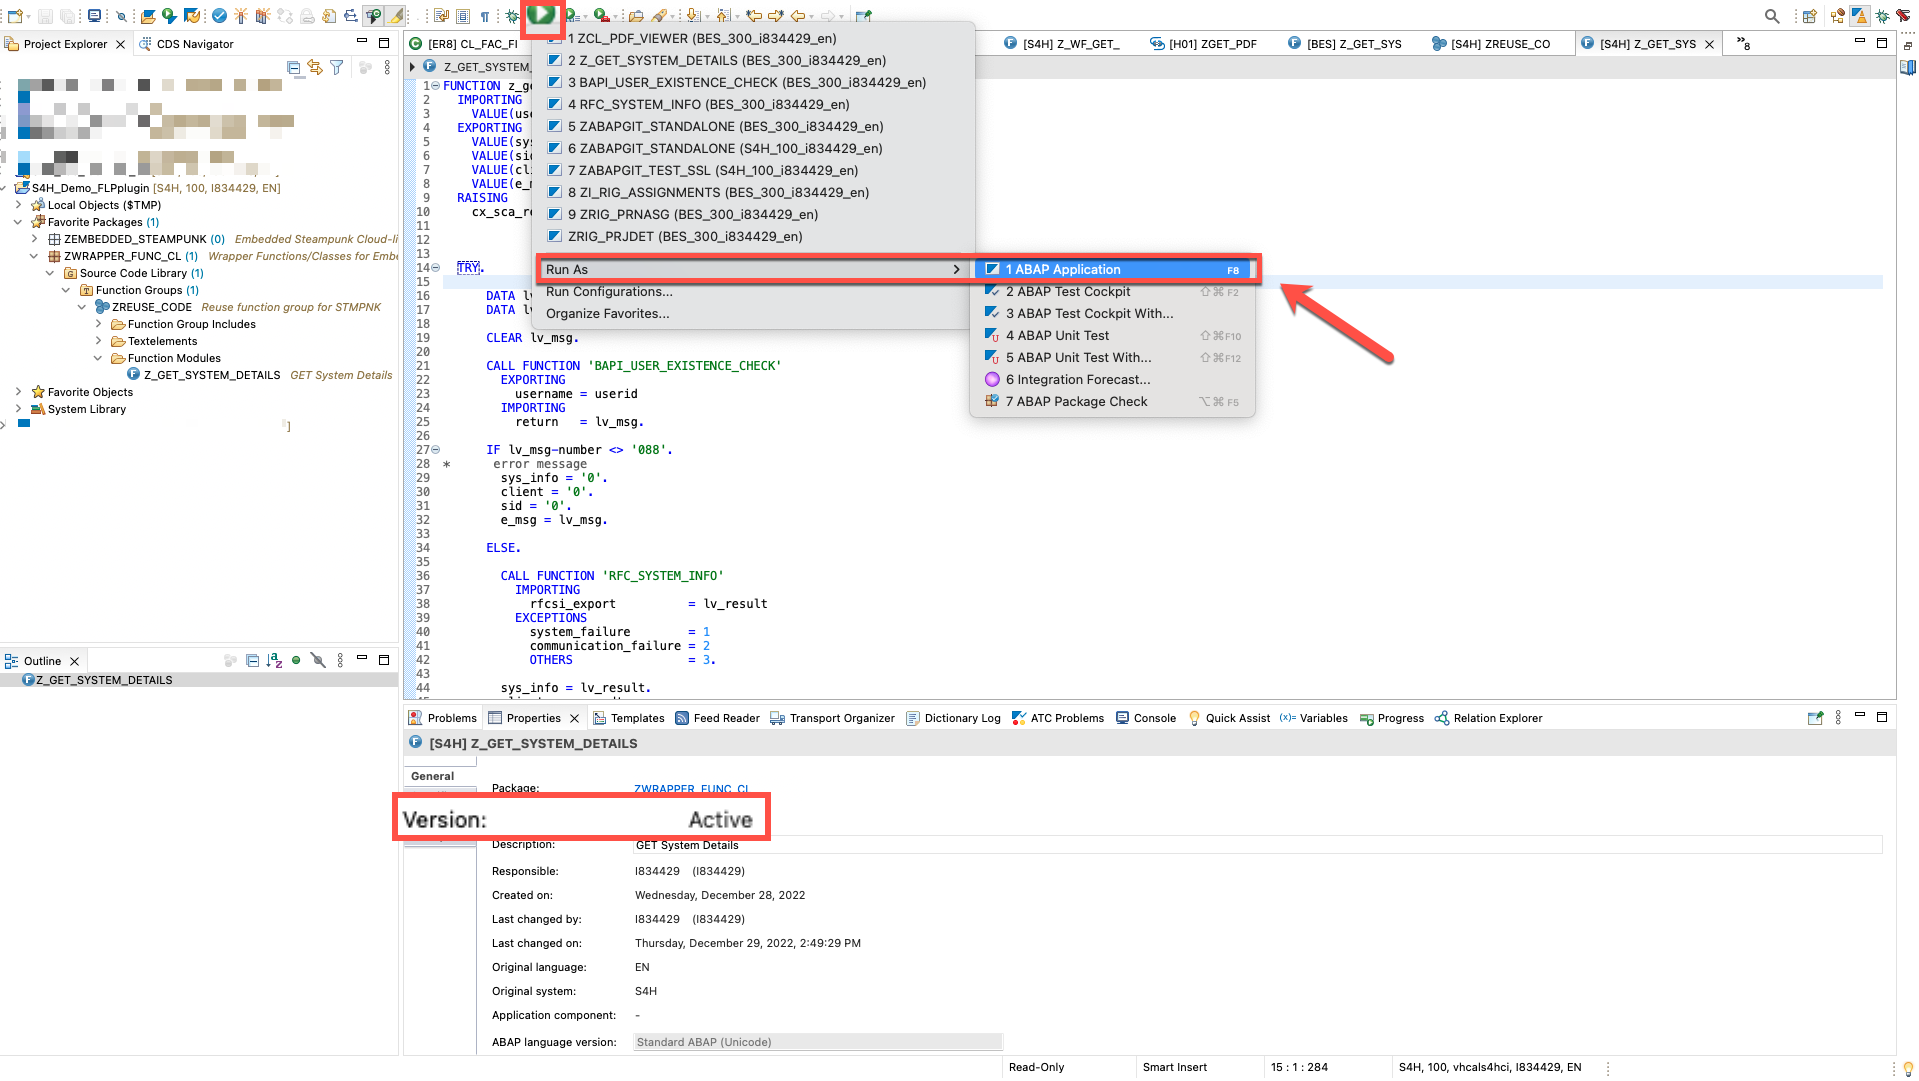 Project Explorer
CDS Navigator
S4H_Demo_FLPplugin [S4H, 100, I834429, EN]
Local Objects ($TMP)
Favorite Packages (1)
ZEMBEDDED_STEAMPUNK (0) Embedded Steampunk Cloud-li
ZWRAPPER_FUNC_CL (1) Wrapper Functions/Classes for Embe
Source Code Library (1)
Function Groups (1)
ZREUSE_CODE Reuse function group for STMPNK
Function Group Includes
Textelements
Function Modules
Z_GET_SYSTEM_DETAILS GET System Details
Favorite Objects
System Library
]
Outline
Z_GET_SYSTEM_DETAILS
[ER8] CL_FAC_FI
[S4H] Z_WF_GET_
[H01] ZGET_PDF
[BES] Z_GET_SYS
[S4H] ZREUSE_CO
[S4H] Z_GET_SYS
»8
Z_GET_SYSTEM_
1 FUNCTION z_ge
2 IMPORTING
3 VALUE(use
4 EXPORTING
5 VALUE(sys
6 VALUE(sid
7 VALUE(cli
8 VALUE(e_m
9 RAISING
10 cx_sca_re
11
12
13
14 TRY.
15
16 DATA lv
17 DATA lv
18
19 CLEAR lv_msg.
20
21 CALL FUNCTION 'BAPI_USER_EXISTENCE_CHECK'
22 EXPORTING
23 username = userid
24 IMPORTING
25 return = lv_msg.
26
27 IF lv_msg-number <> '088'.
28 * error message
29 sys_info = '0'.
30 client = '0'.
31 sid = '0'.
32 e_msg = lv_msg.
33
34 ELSE.
35
36 CALL FUNCTION 'RFC_SYSTEM_INFO'
37 IMPORTING
38 rfcsi_export = lv_result
39 EXCEPTIONS
40 system_failure = 1
41 communication_failure = 2
42 OTHERS = 3.
43
44 sys_info = lv_result.
1 ZCL_PDF_VIEWER (BES_300_i834429_en)
2 Z_GET_SYSTEM_DETAILS (BES_300_i834429_en)
3 BAPI_USER_EXISTENCE_CHECK (BES_300_i834429_en)
4 RFC_SYSTEM_INFO (BES_300_i834429_en)
5 ZABAPGIT_STANDALONE (BES_300_i834429_en)
6 ZABAPGIT_STANDALONE (S4H_100_i834429_en)
7 ZABAPGIT_TEST_SSL (S4H_100_i834429_en)
8 ZI_RIG_ASSIGNMENTS (BES_300_i834429_en)
9 ZRIG_PRNASG (BES_300_i834429_en)
ZRIG_PRJDET (BES_300_i834429_en)
Run As
Run Configurations...
Organize Favorites...
1 ABAP Application F8
2 ABAP Test Cockpit ⇧⌘F2
3 ABAP Test Cockpit With...
4 ABAP Unit Test ⇧⌘F10
5 ABAP Unit Test With... ⇧⌘F12
6 Integration Forecast...
7 ABAP Package Check ⌥⌘F5
Problems
Properties
Templates
Feed Reader
Transport Organizer
Dictionary Log
ATC Problems
Console
Quick Assist
Variables
Progress
Relation Explorer
[S4H] Z_GET_SYSTEM_DETAILS
General
Package: ZWRAPPER_FUNC_CL
Version: Active
Description: GET System Details
Responsible: I834429 (I834429)
Created on: Wednesday, December 28, 2022
Last changed by: I834429 (I834429)
Last changed on: Thursday, December 29, 2022, 2:49:29 PM
Original language: EN
Original system: S4H
Application component: -
ABAP language version: Standard ABAP (Unicode)
Read-Only
Smart Insert
15 : 1 : 284
S4H, 100, vhcals4hci, I834429, EN